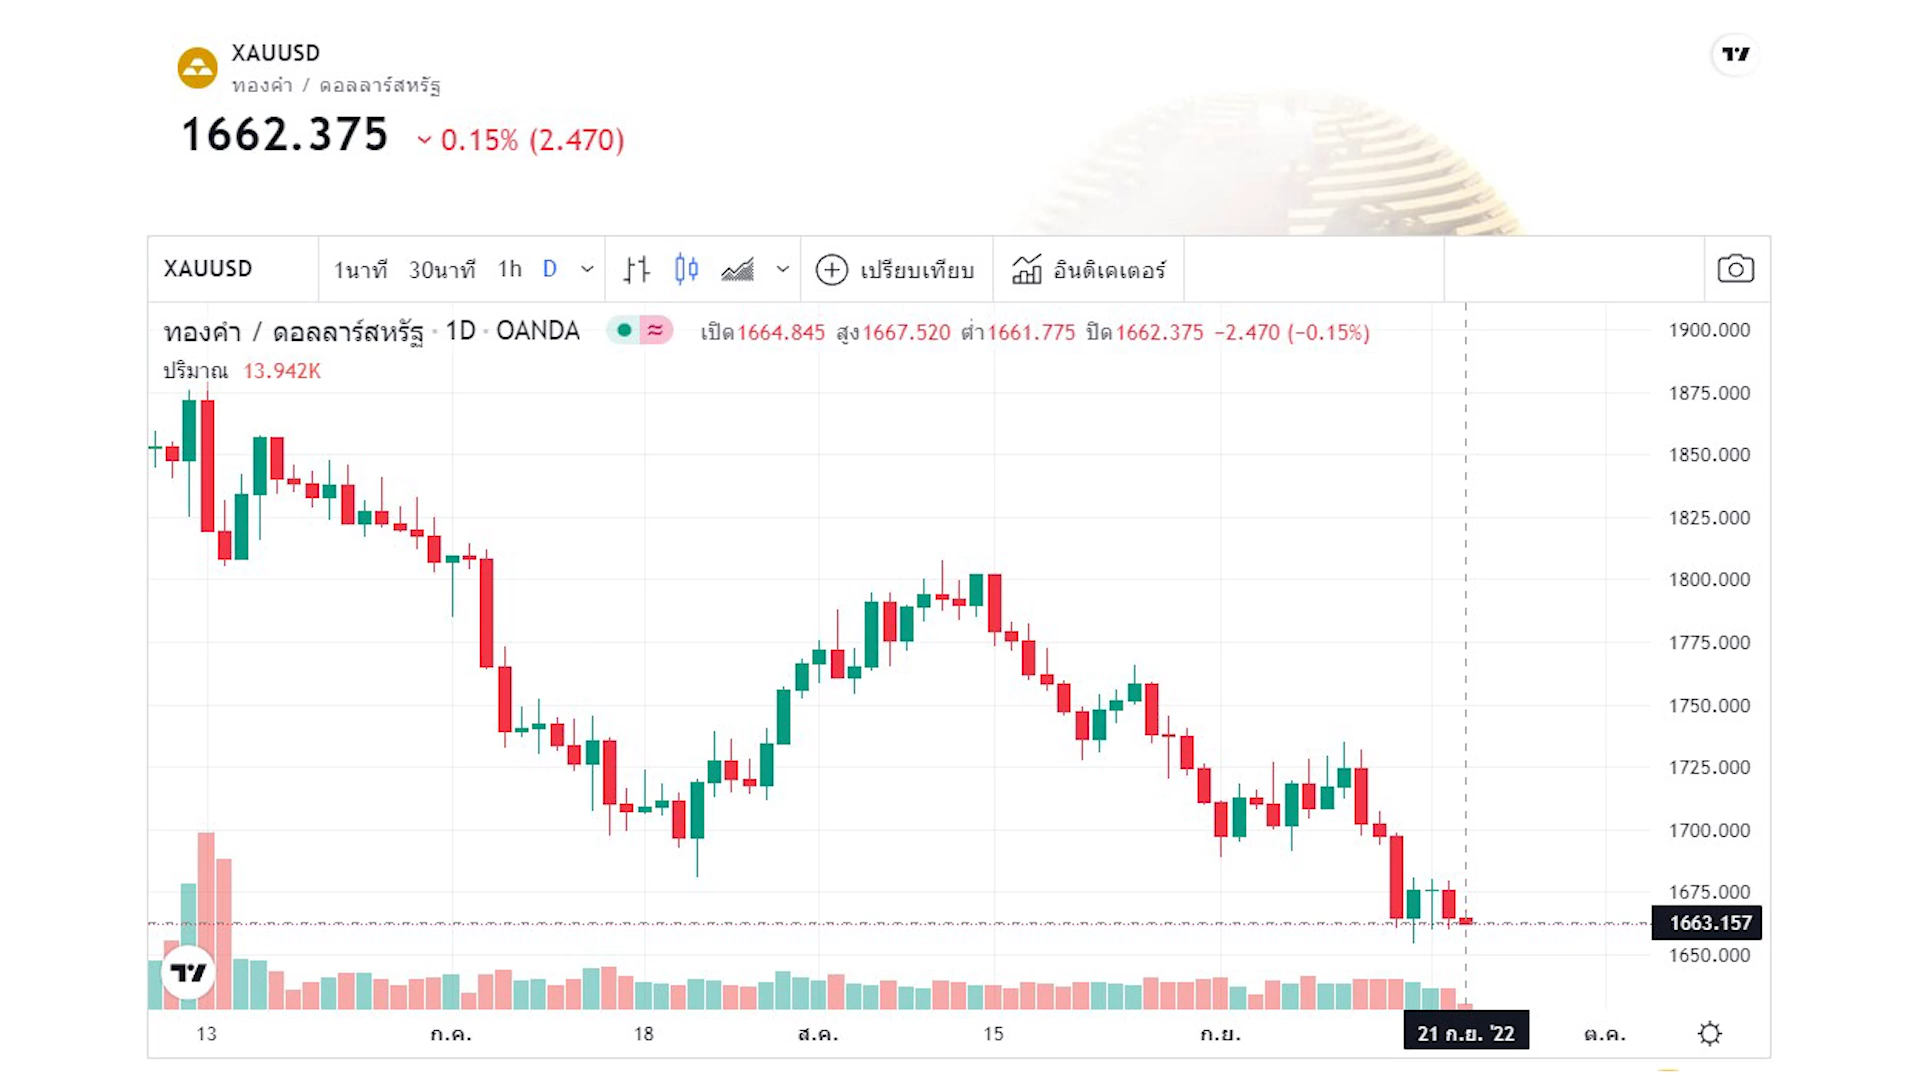 XAUUSD
ทองคำ / ดอลลาร์สหรัฐ
1662.375 0.15% (2.470)
XAUUSD 1นาที 30นาที 1h D เปรียบเทียบ อินดิเคเตอร์
ทองคำ / ดอลลาร์สหรัฐ · 1D · OANDA ≈ เปิด1664.845 สูง1667.520 ต่ำ1661.775 ปิด1662.375 −2.470 (−0.15%)
ปริมาณ 13.942K
1900.000
1875.000
1850.000
1825.000
1800.000
1775.000
1750.000
1725.000
1700.000
1675.000
1663.157
1650.000
13 ก.ค. 18 ส.ค. 15 ก.ย. 21 ก.ย. '22 ต.ค.